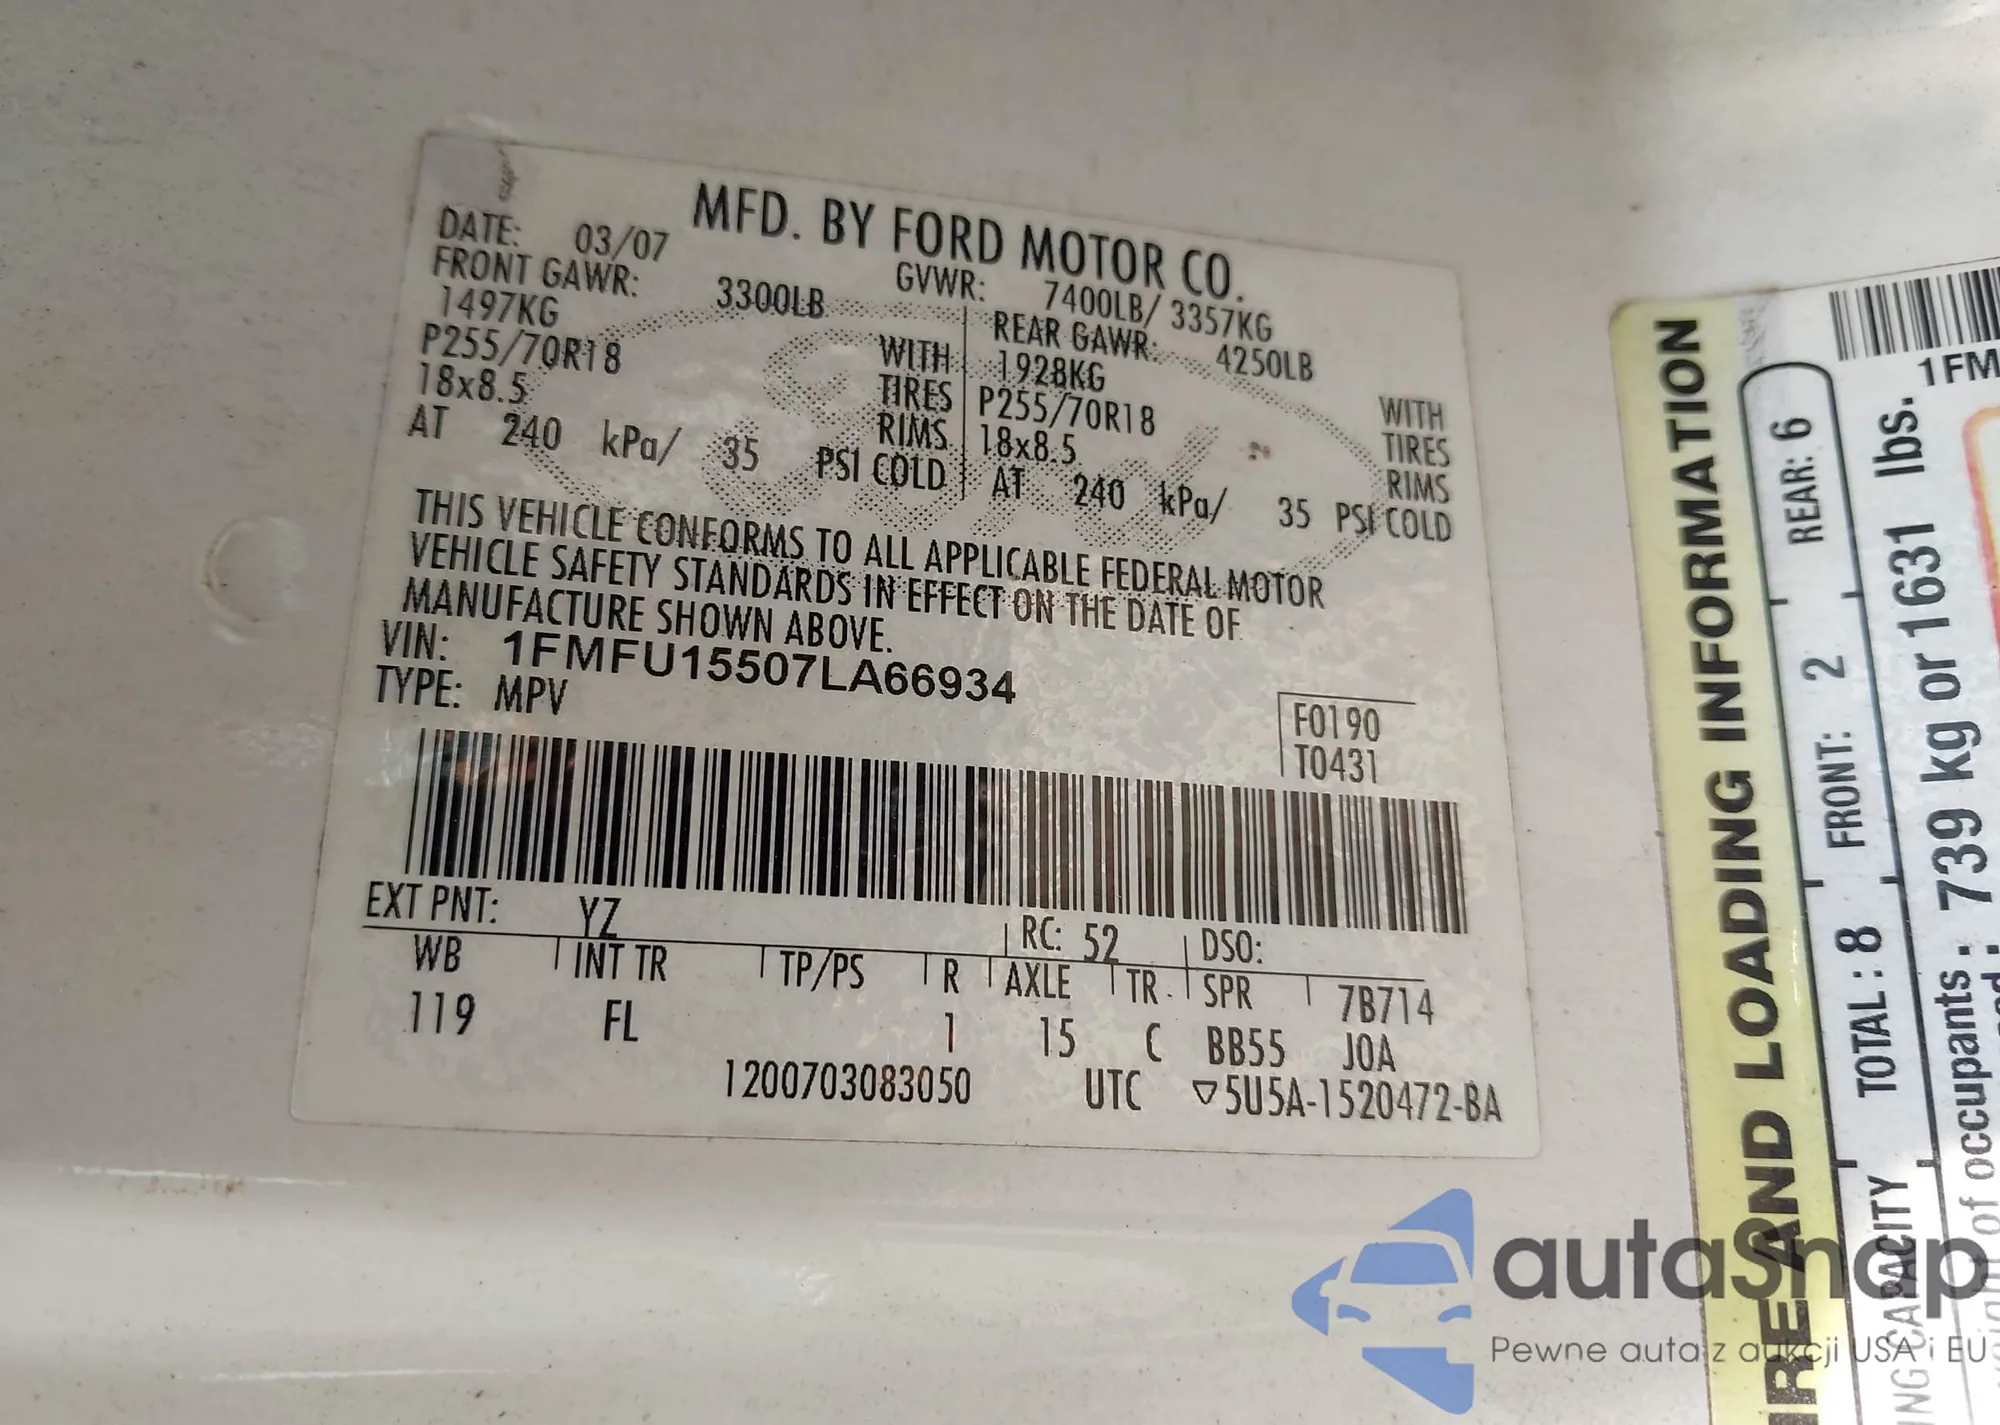 MFD. BY FORD MOTOR CO.
DATE: 03/07 GVWR: 7400LB/ 3357KG
FRONT GAWR: 3300LB REAR GAWR: 4250LB
1497KG WITH 1928KG WITH
P255/70R18 TIRES P255/70R18 TIRES
18x8.5 RIMS 18x8.5 RIMS
AT 240 kPa/ 35 PSI COLD AT 240 kPa/ 35 PSI COLD
THIS VEHICLE CONFORMS TO ALL APPLICABLE FEDERAL MOTOR
VEHICLE SAFETY STANDARDS IN EFFECT ON THE DATE OF
MANUFACTURE SHOWN ABOVE.
VIN: 1FMFU15507LA66934
TYPE: MPV
F0190
T0431
EXT PNT: YZ RC: 52 DSO:
WB INT TR TP/PS R AXLE TR SPR 7B714
119 FL 1 15 C BB55 J0A
1200703083050 UTC ▽5U5A-1520472-BA
TIRE AND LOADING INFORMATION
SEATING CAPACITY TOTAL : 8 FRONT: 2 REAR: 6
of occupants 739 kg or 1631 lbs.
1FM
autaSnap
Pewne auta z aukcji USA i EU